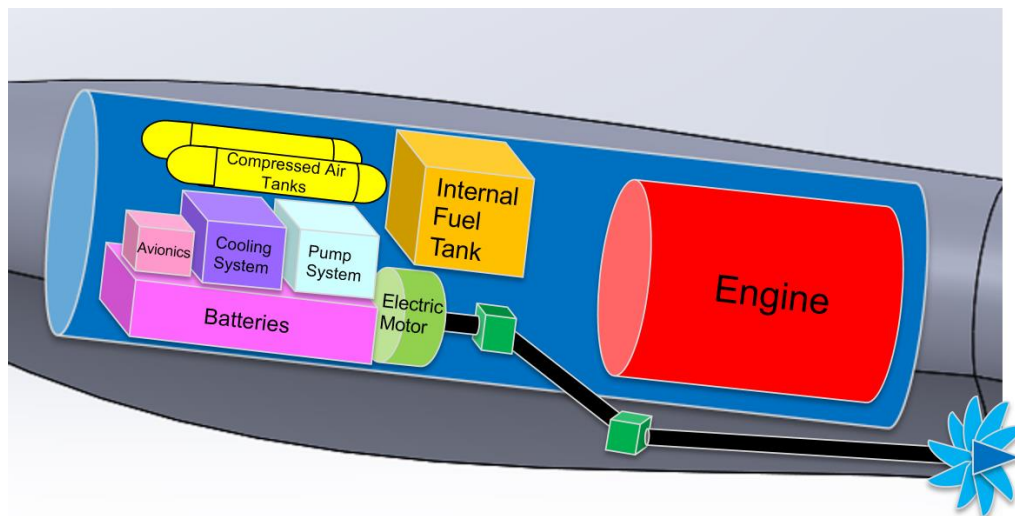 Compressed Air
Tanks
Internal
Fuel
Tank
Avionics
Cooling
System
Pump
System
Engine
Electric
Motor
Batteries